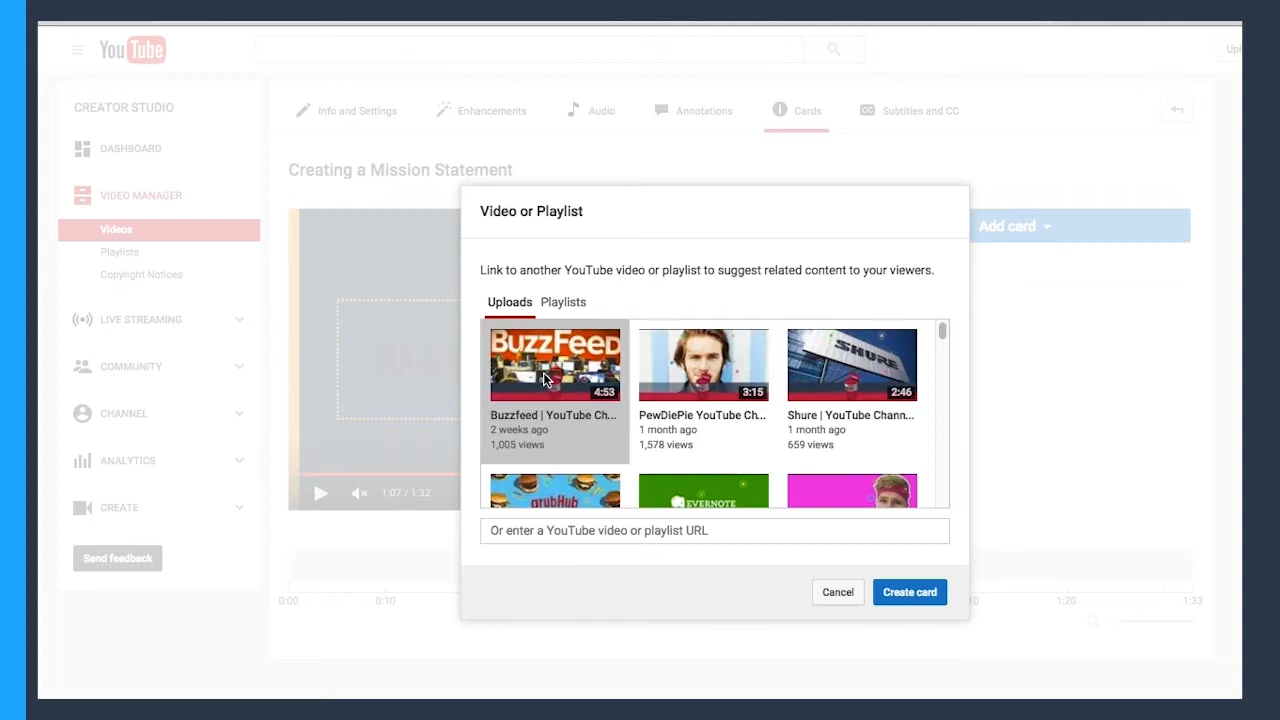 YouTube
Upl
CREATOR STUDIO
DASHBOARD
VIDEO MANAGER
Videos
Playlists
Copyright Notices
LIVE STREAMING
COMMUNITY
CHANNEL
ANALYTICS
CREATE
Send feedback
Info and Settings
Enhancements
Audio
Annotations
Cards
CC
Subtitles and CC
Creating a Mission Statement
Add card
1:07 / 1:32
Video or Playlist
Link to another YouTube video or playlist to suggest related content to your viewers.
Uploads Playlists
BuzzFeed
4:53
Buzzfeed | YouTube Ch...
2 weeks ago
1,005 views
3:15
PewDiePie YouTube Ch...
1 month ago
1,578 views
SHURE
2:46
Shure | YouTube Chann...
1 month ago
659 views
grubHub
EVERNOTE
Or enter a YouTube video or playlist URL
Cancel
Create card
0:00
0:10
1:20
1:33